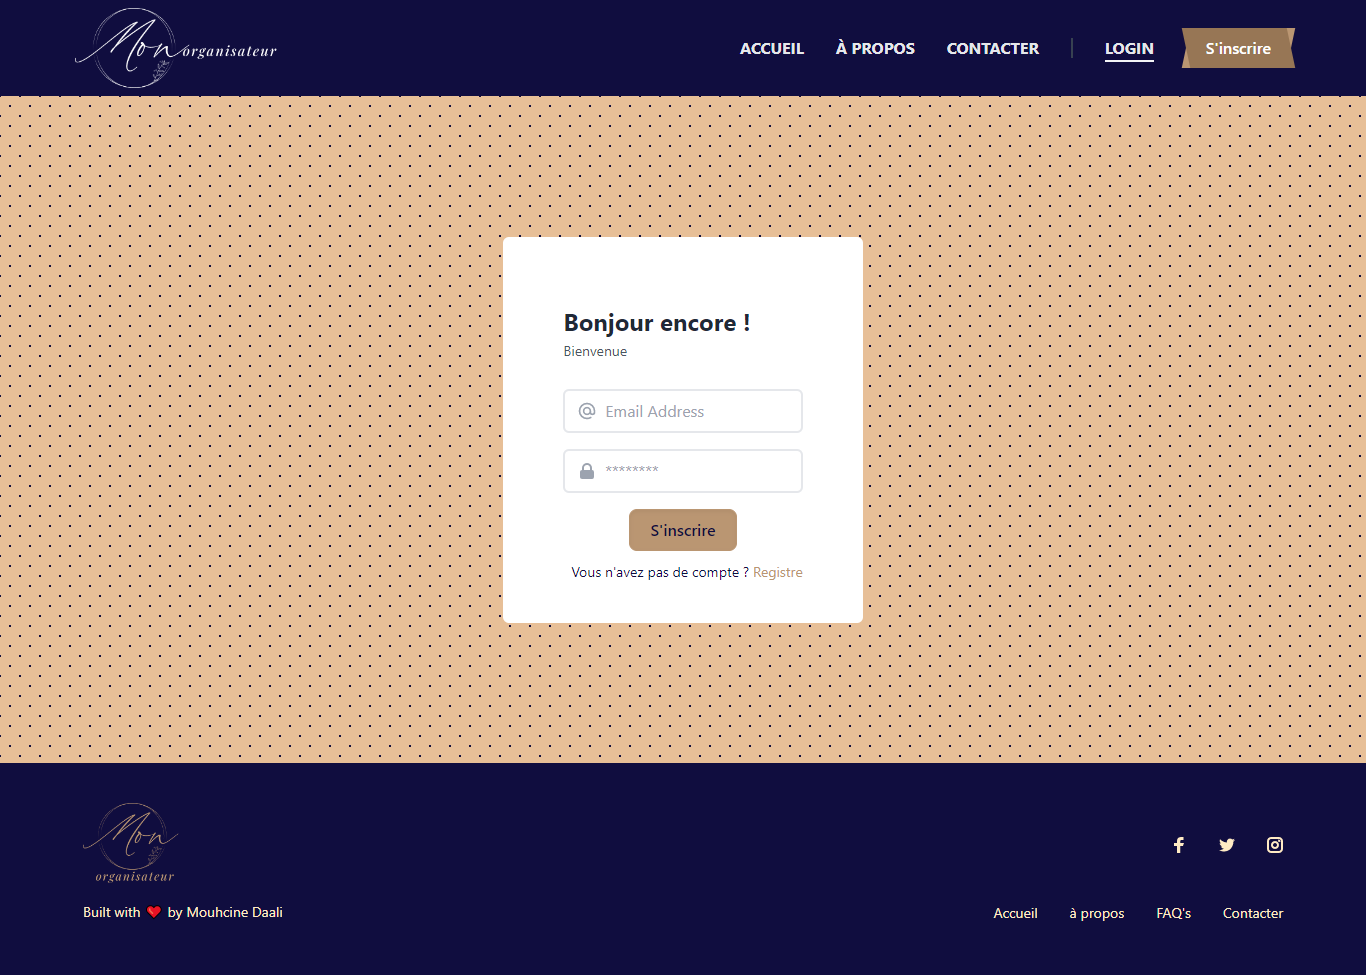 Mon organisateur
ACCUEIL À PROPOS CONTACTER LOGIN S'inscrire
Bonjour encore !
Bienvenue
Email Address
********
S'inscrire
Vous n'avez pas de compte ? Registre
Mon
organisateur
Built with ❤ by Mouhcine Daali
Accueil à propos FAQ's Contacter